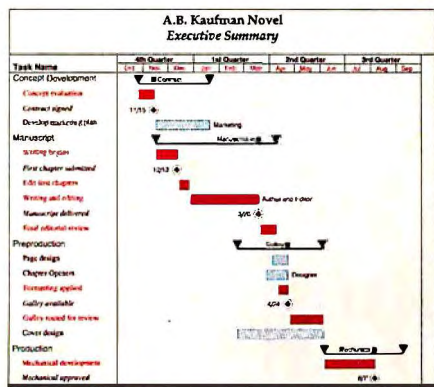 A.B. Kaufman Novel
Executive Summary
4th Quarter 1st Quarter 2nd Quarter 3rd Quarter
Task Name Oct Nov Dec Jan Feb Mar Apr May Jun Jul Aug Sep
Concept Development Contract
Concept evaluation
Contract signed 11/15
Develop marketing plan Marketing
Manuscript Manuscript
Writing begins
First chapter submitted 12/13
Edit first chapters
Writing and editing Author and Editor
Manuscript delivered
Final editorial review
Preproduction Galley
Page design
Chapter Openers Designer
Formatting applied
Galley available 4/24
Galley routed for review
Cover design
Production Mechanical
Mechanical development
Mechanical approved 8/7